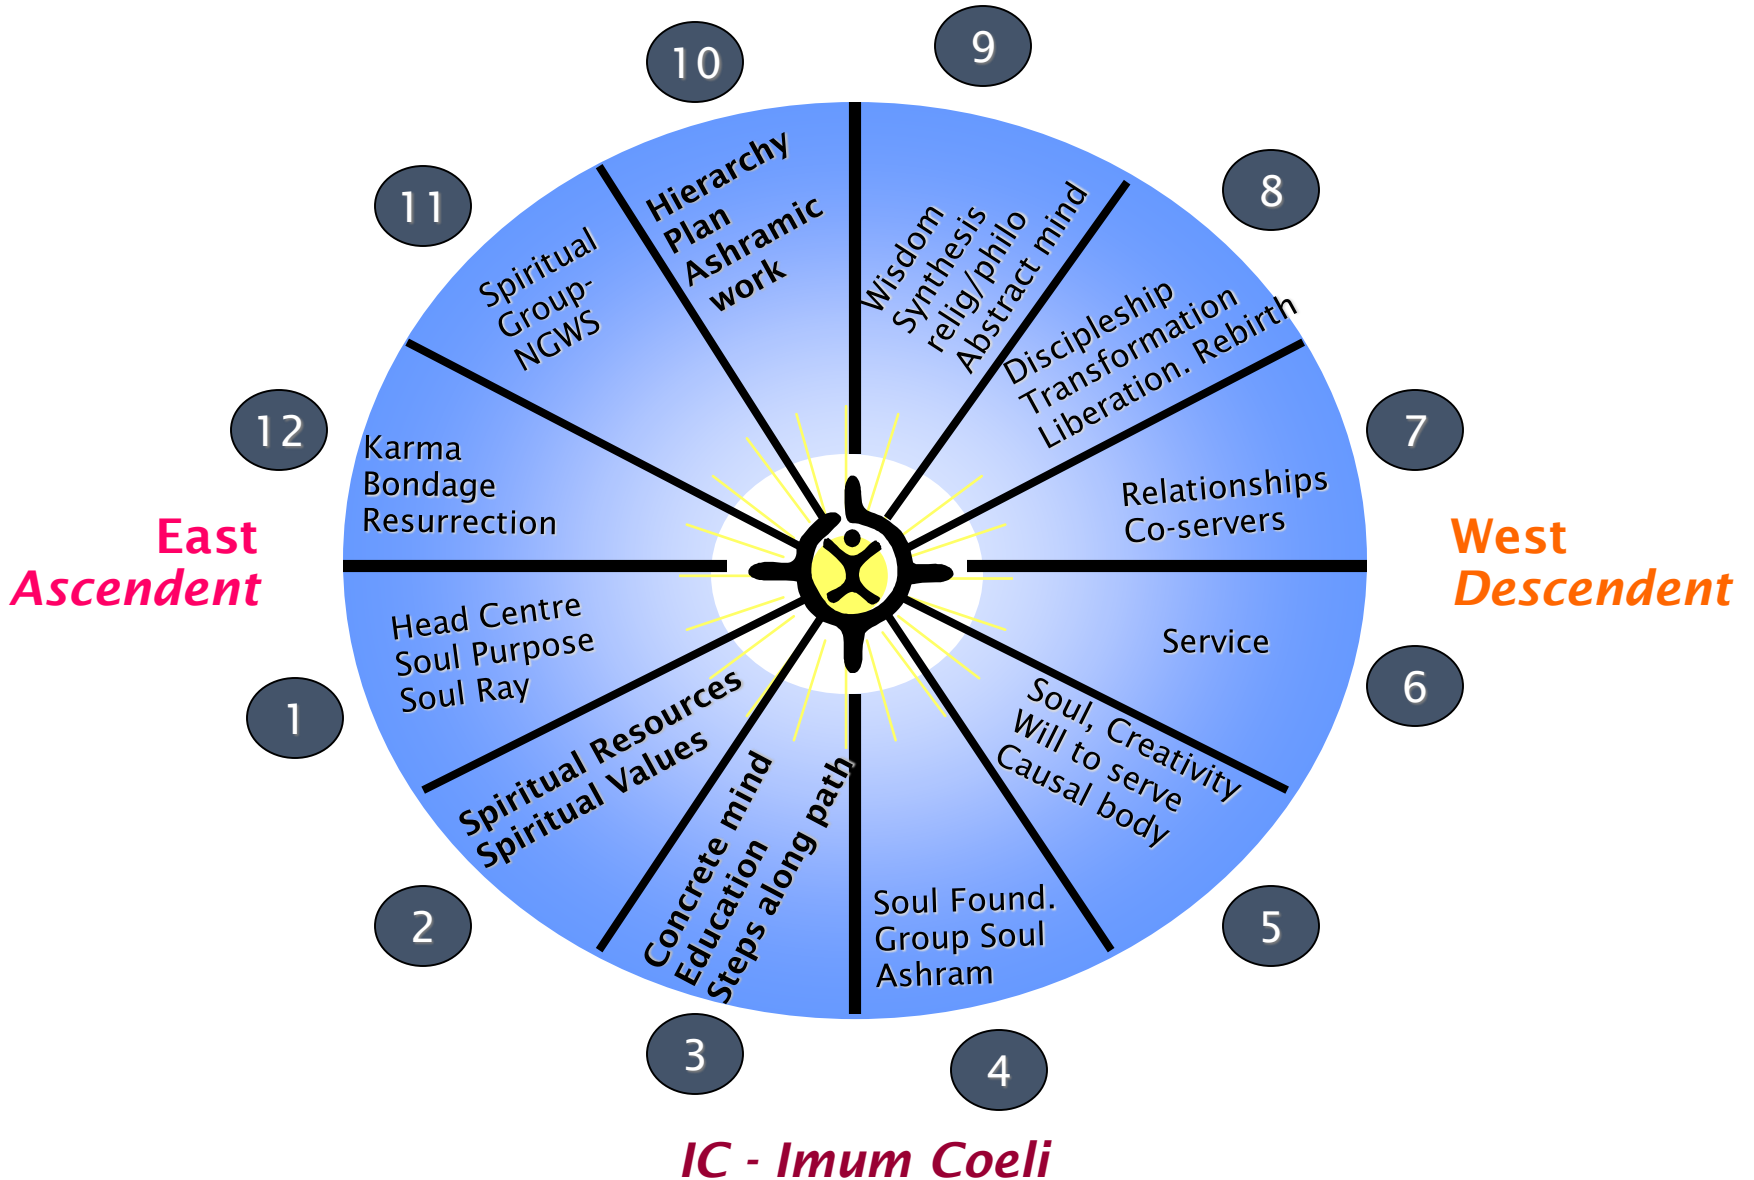 10
9
11
8
Hierarchy
Plan
Ashramic
work
Wisdom
Synthesis
relig/philo
Abstract mind
Spiritual
Group-
NGWS
Discipleship
Transformation
Liberation. Rebirth
12
7
Karma
Bondage
Resurrection
Relationships
Co-servers
East
Ascendent
West
Descendent
Head Centre
Soul Purpose
Soul Ray
Service
1
6
Spiritual Resources
Spiritual Values
Soul, Creativity
Will to serve
Causal body
Concrete mind
Education
Steps along path
Soul Found.
Group Soul
Ashram
2
5
3
4
IC - Imum Coeli